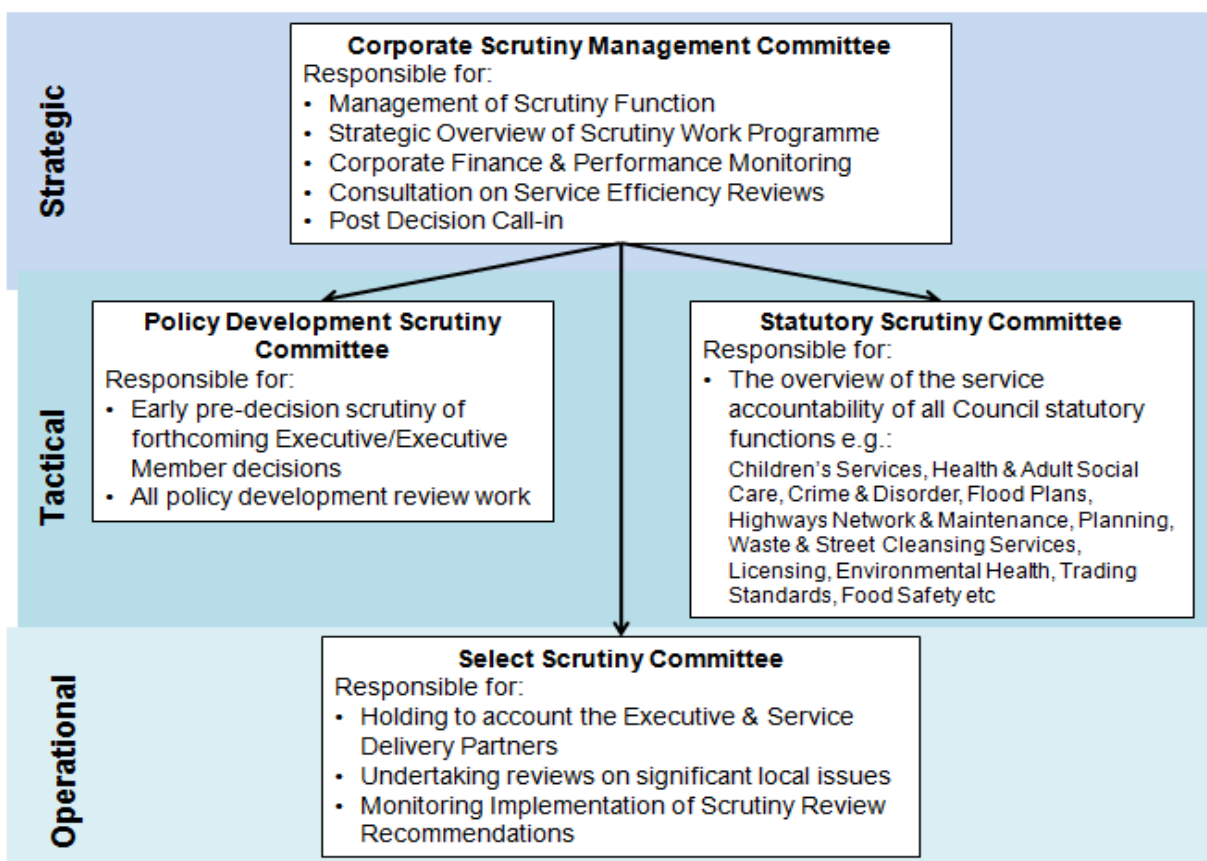 Strategic
Corporate Scrutiny Management Committee
Responsible for:
• Management of Scrutiny Function
• Strategic Overview of Scrutiny Work Programme
• Corporate Finance & Performance Monitoring
• Consultation on Service Efficiency Reviews
• Post Decision Call-in
Tactical
Policy Development Scrutiny
Committee
Responsible for:
• Early pre-decision scrutiny of
forthcoming Executive/Executive
Member decisions
• All policy development review work
Statutory Scrutiny Committee
Responsible for:
• The overview of the service
accountability of all Council statutory
functions e.g.:
Children's Services, Health & Adult Social
Care, Crime & Disorder, Flood Plans,
Highways Network & Maintenance, Planning,
Waste & Street Cleansing Services,
Licensing, Environmental Health, Trading
Standards, Food Safety etc
Operational
Select Scrutiny Committee
Responsible for:
• Holding to account the Executive & Service
Delivery Partners
• Undertaking reviews on significant local issues
• Monitoring Implementation of Scrutiny Review
Recommendations